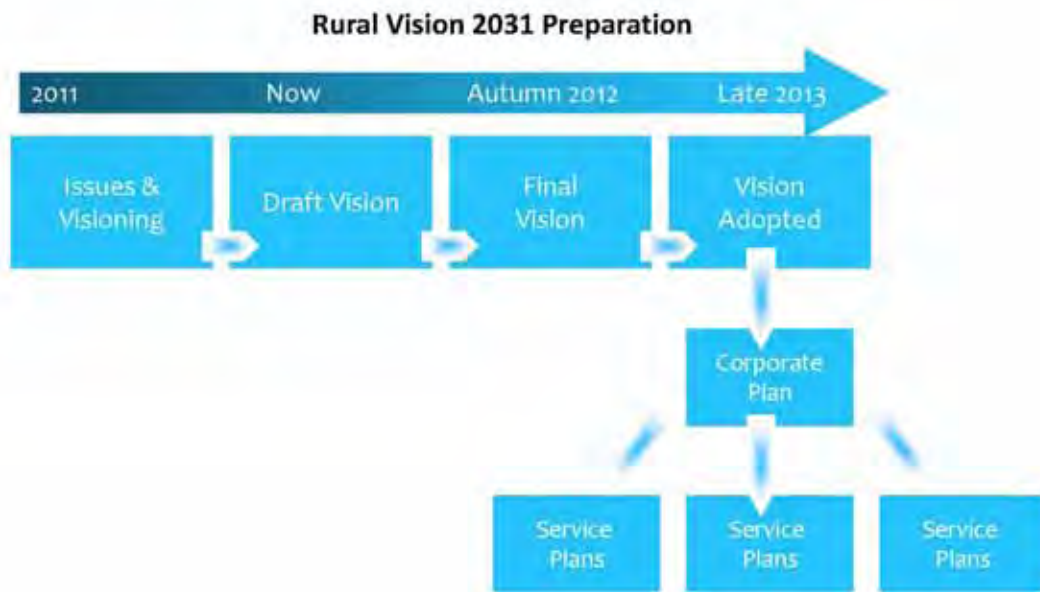 Rural Vision 2031 Preparation
2011 Now Autumn 2012 Late 2013
Issues &
Visioning
Draft Vision
Final
Vision
Vision
Adopted
Corporate
Plan
Service
Plans
Service
Plans
Service
Plans